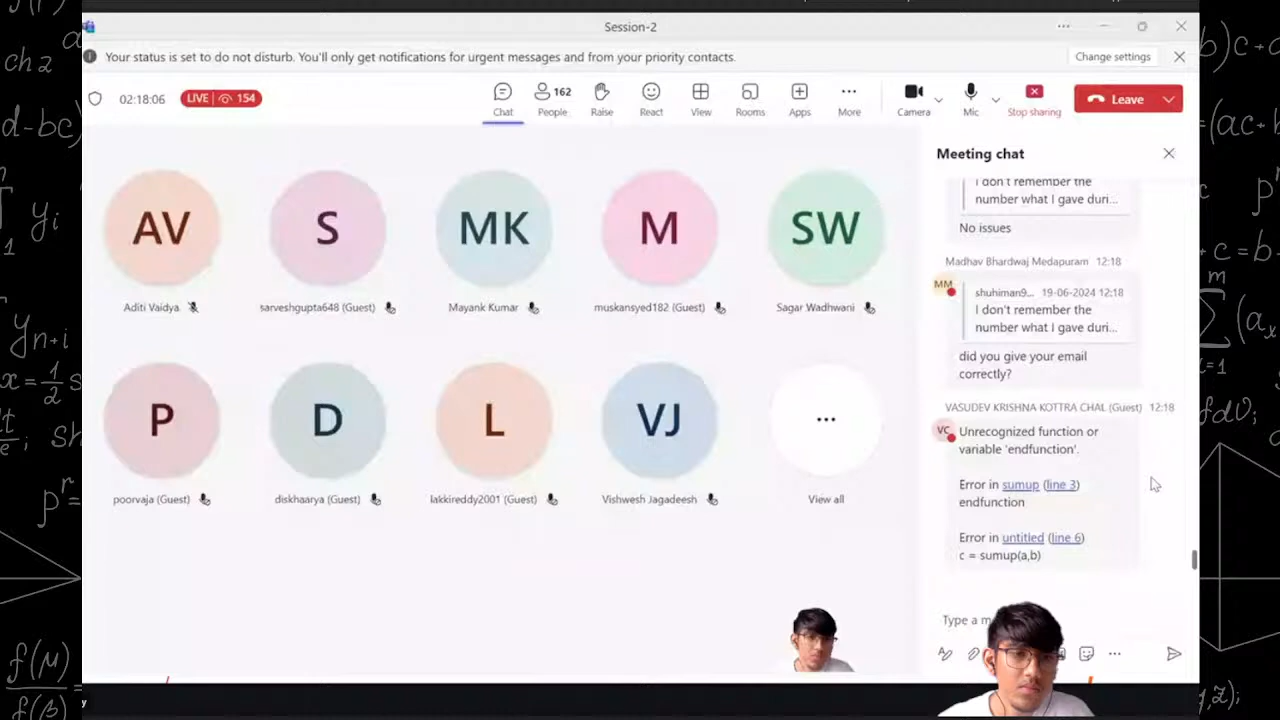 Session-2
Your status is set to do not disturb. You'll only get notifications for urgent messages and from your priority contacts.
Change settings
02:18:06
LIVE 154
162
Chat
People
Raise
React
View
Rooms
Apps
More
Camera
Mic
Stop sharing
Leave
AV
S
MK
M
SW
Aditi Vaidya
sarveshgupta648 (Guest)
Mayank Kumar
muskansyed182 (Guest)
Sagar Wadhwani
P
D
L
VJ
...
poorvaja (Guest)
diskhaarya (Guest)
lakkireddy2001 (Guest)
Vishwesh Jagadeesh
View all
Meeting chat
I don't remember the
number what I gave duri...
No issues
Madhav Bhardwaj Medapuram 12:18
MM
shuhiman9... 19-06-2024 12:18
I don't remember the
number what I gave duri...
did you give your email
correctly?
VASUDEV KRISHNA KOTTRA CHAL (Guest) 12:18
VC
Unrecognized function or
variable 'endfunction'.
Error in sumup (line 3)
endfunction
Error in untitled (line 6)
c = sumup(a,b)
Type a m